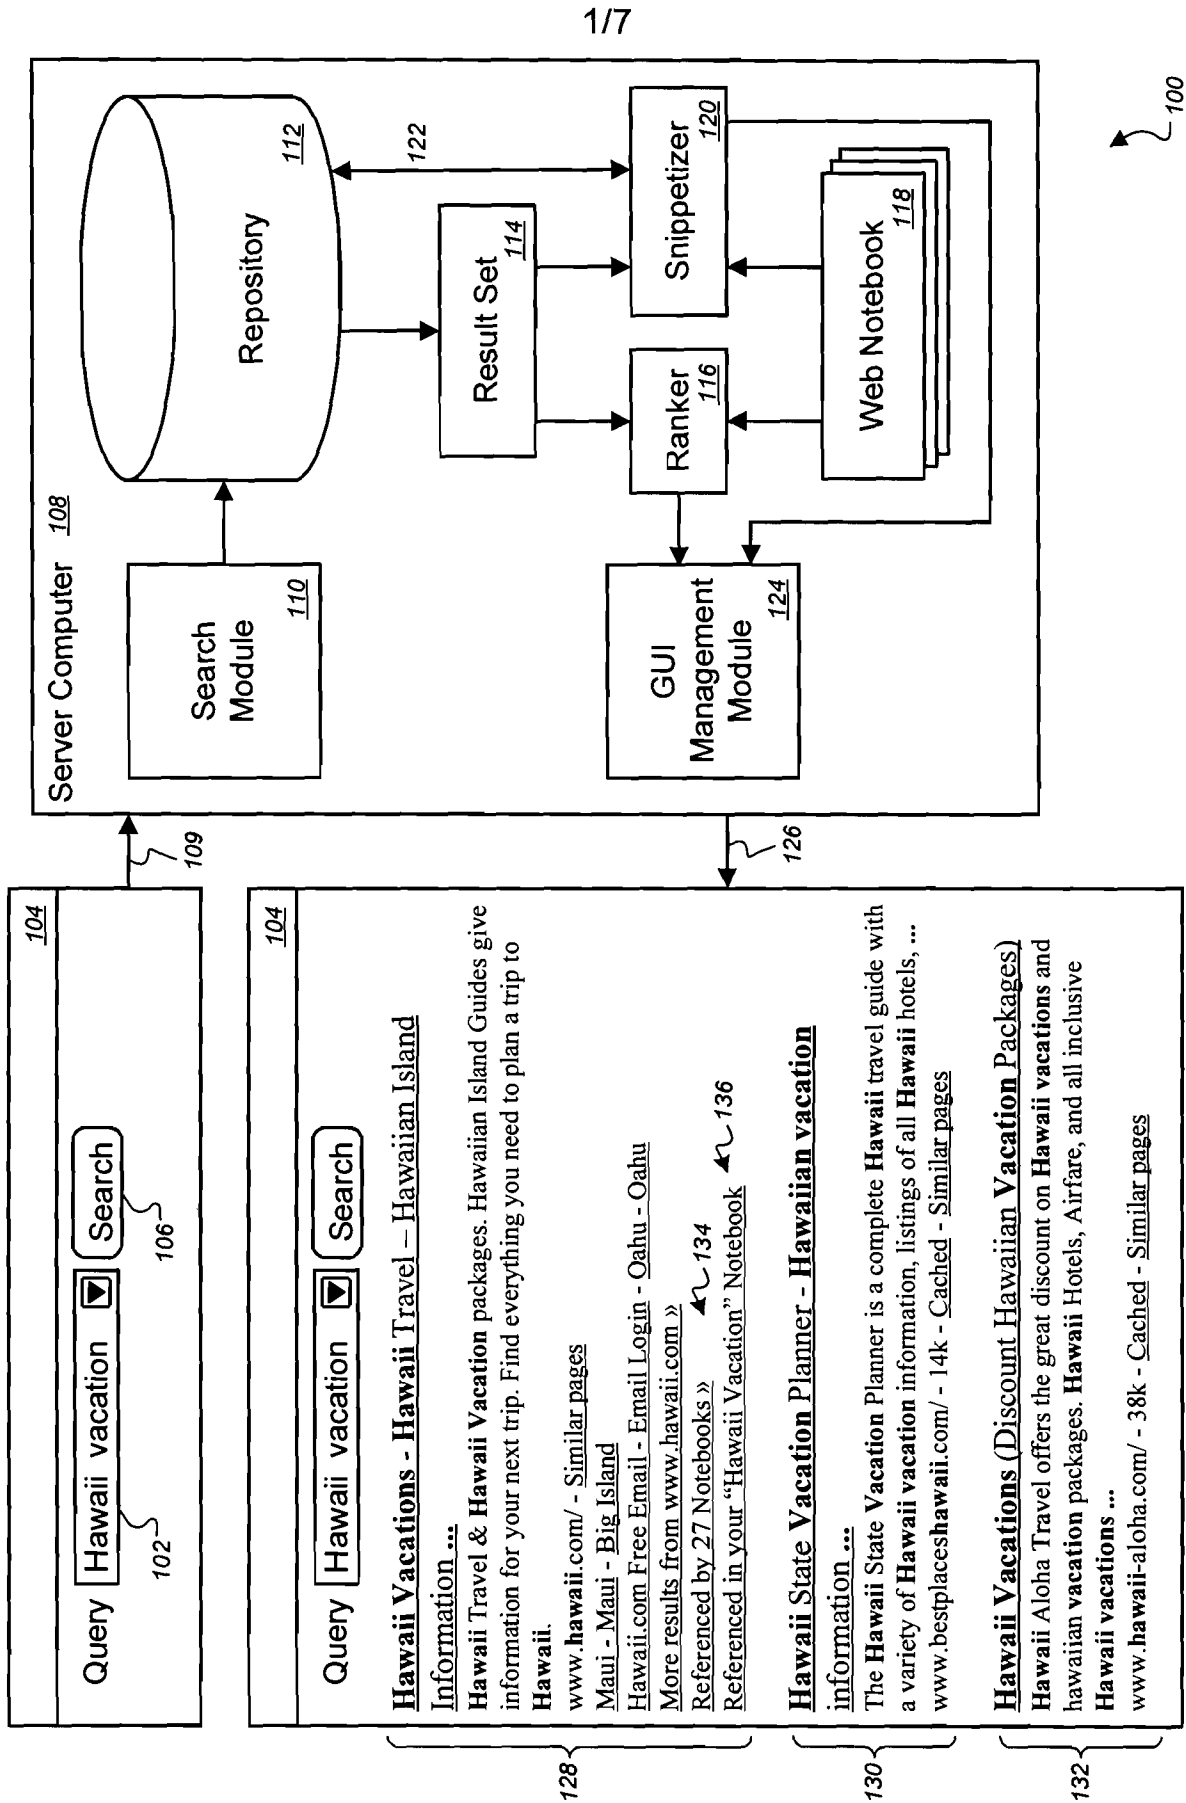 1/7
104
Query Hawaii vacation Search
102
106
109
Server Computer 108
Search
Module
110
Repository
112
122
Result Set
114
Ranker
116
Snippetizer
120
Web Notebook
118
GUI
Management
Module
124
126
104
Query Hawaii vacation Search
Hawaii Vacations - Hawaii Travel – Hawaiian Island
Information ...
Hawaii Travel & Hawaii Vacation packages. Hawaiian Island Guides give
information for your next trip. Find everything you need to plan a trip to
Hawaii.
www.hawaii.com/ - Similar pages
Maui - Maui - Big Island
Hawaii.com Free Email - Email Login - Oahu - Oahu
More results from www.hawaii.com »
Referenced by 27 Notebooks » 134
Referenced in your “Hawaii Vacation” Notebook 136
128
Hawaii State Vacation Planner - Hawaiian vacation
information ...
The Hawaii State Vacation Planner is a complete Hawaii travel guide with
a variety of Hawaii vacation information, listings of all Hawaii hotels, ...
www.bestplaceshawaii.com/ - 14k - Cached - Similar pages
130
Hawaii Vacations (Discount Hawaiian Vacation Packages)
Hawaii Aloha Travel offers the great discount on Hawaii vacations and
hawaiian vacation packages. Hawaii Hotels, Airfare, and all inclusive
Hawaii vacations ...
www.hawaii-aloha.com/ - 38k - Cached - Similar pages
132
100